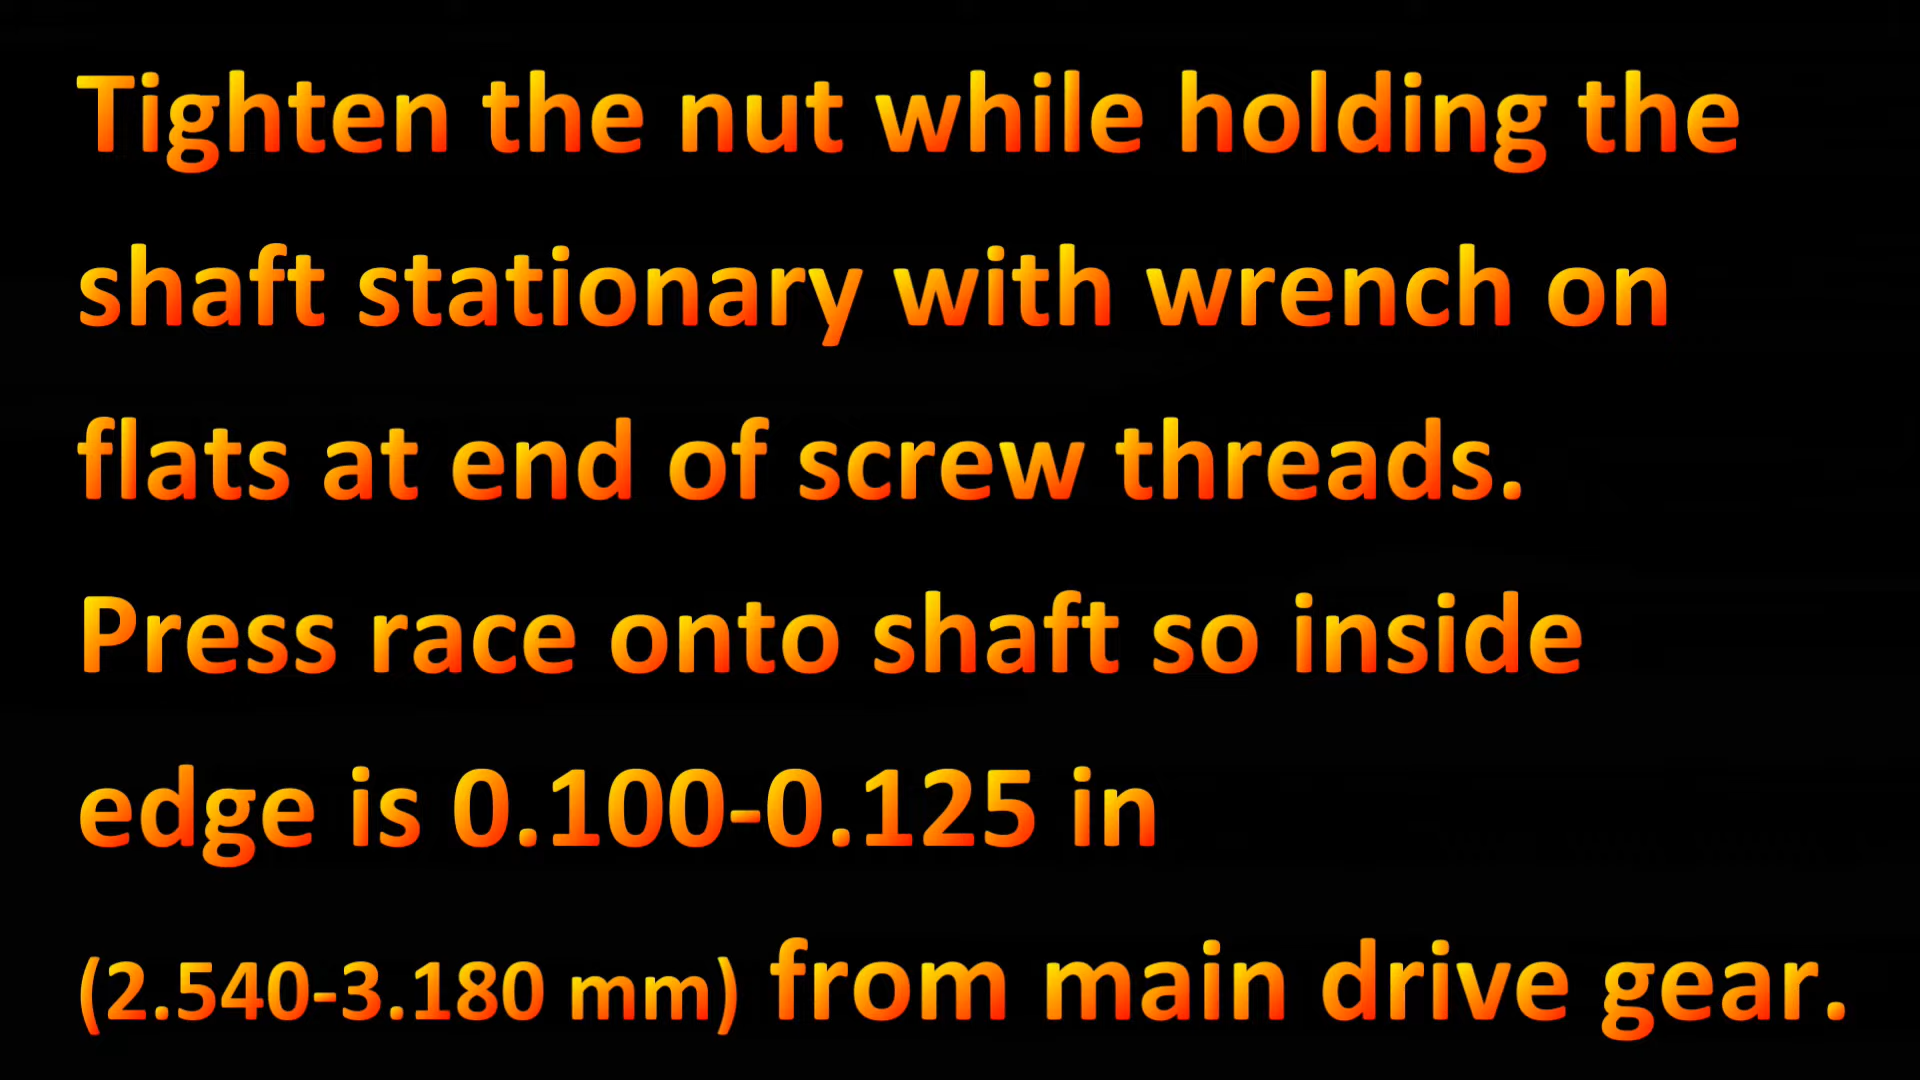 Tighten the nut while holding the
shaft stationary with wrench on
flats at end of screw threads.
Press race onto shaft so inside
edge is 0.100-0.125 in
(2.540-3.180 mm) from main drive gear.